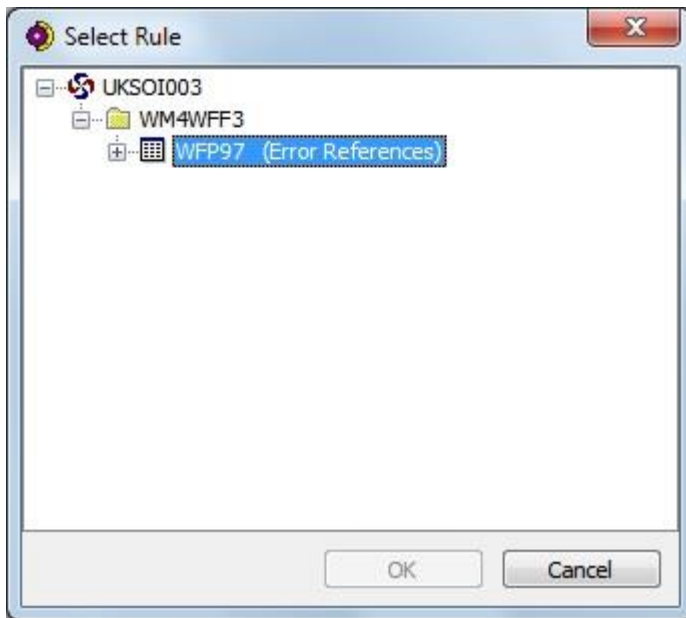 Select Rule
UKSOI003
WM4WFF3
WFP97 (Error References)
OK Cancel